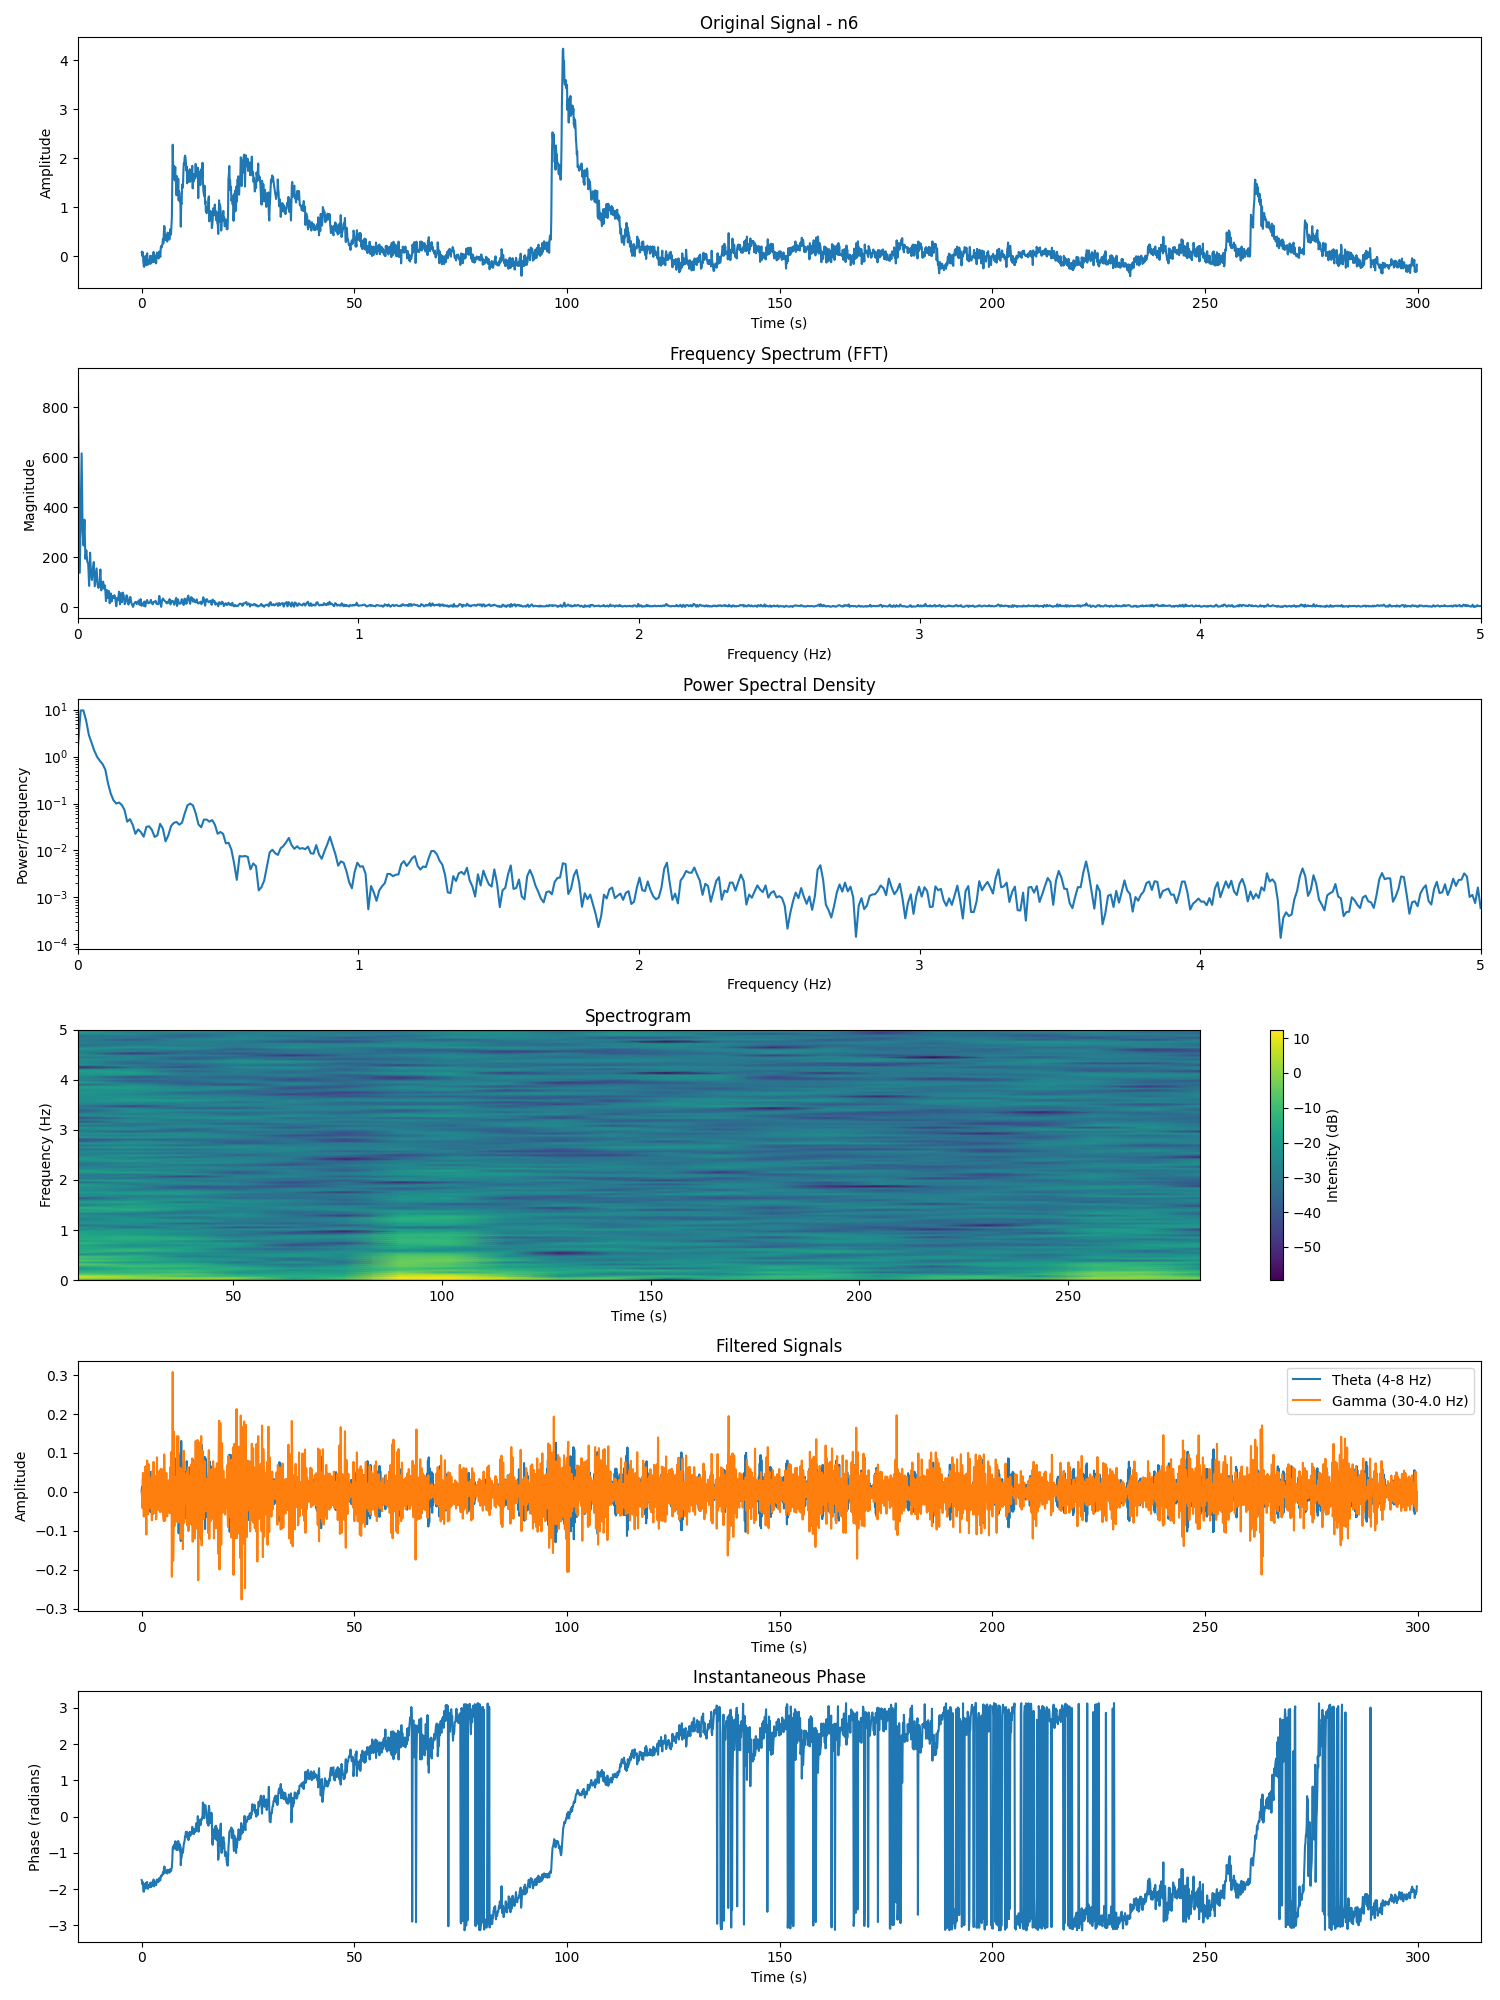 Original Signal - n6
4
3
2
1
0
Amplitude
0 50 100 150 200 250 300
Time (s)
Frequency Spectrum (FFT)
800
600
400
200
0
Magnitude
0 1 2 3 4 5
Frequency (Hz)
Power Spectral Density
10¹
10⁰
10⁻¹
10⁻²
10⁻³
10⁻⁴
Power/Frequency
0 1 2 3 4 5
Frequency (Hz)
Spectrogram
5
4
3
2
1
0
Frequency (Hz)
50 100 150 200 250
Time (s)
10
0
−10
−20
−30
−40
−50
Intensity (dB)
Filtered Signals
0.3
0.2
0.1
0.0
−0.1
−0.2
−0.3
Amplitude
Theta (4-8 Hz)
Gamma (30-4.0 Hz)
0 50 100 150 200 250 300
Time (s)
Instantaneous Phase
3
2
1
0
−1
−2
−3
Phase (radians)
0 50 100 150 200 250 300
Time (s)